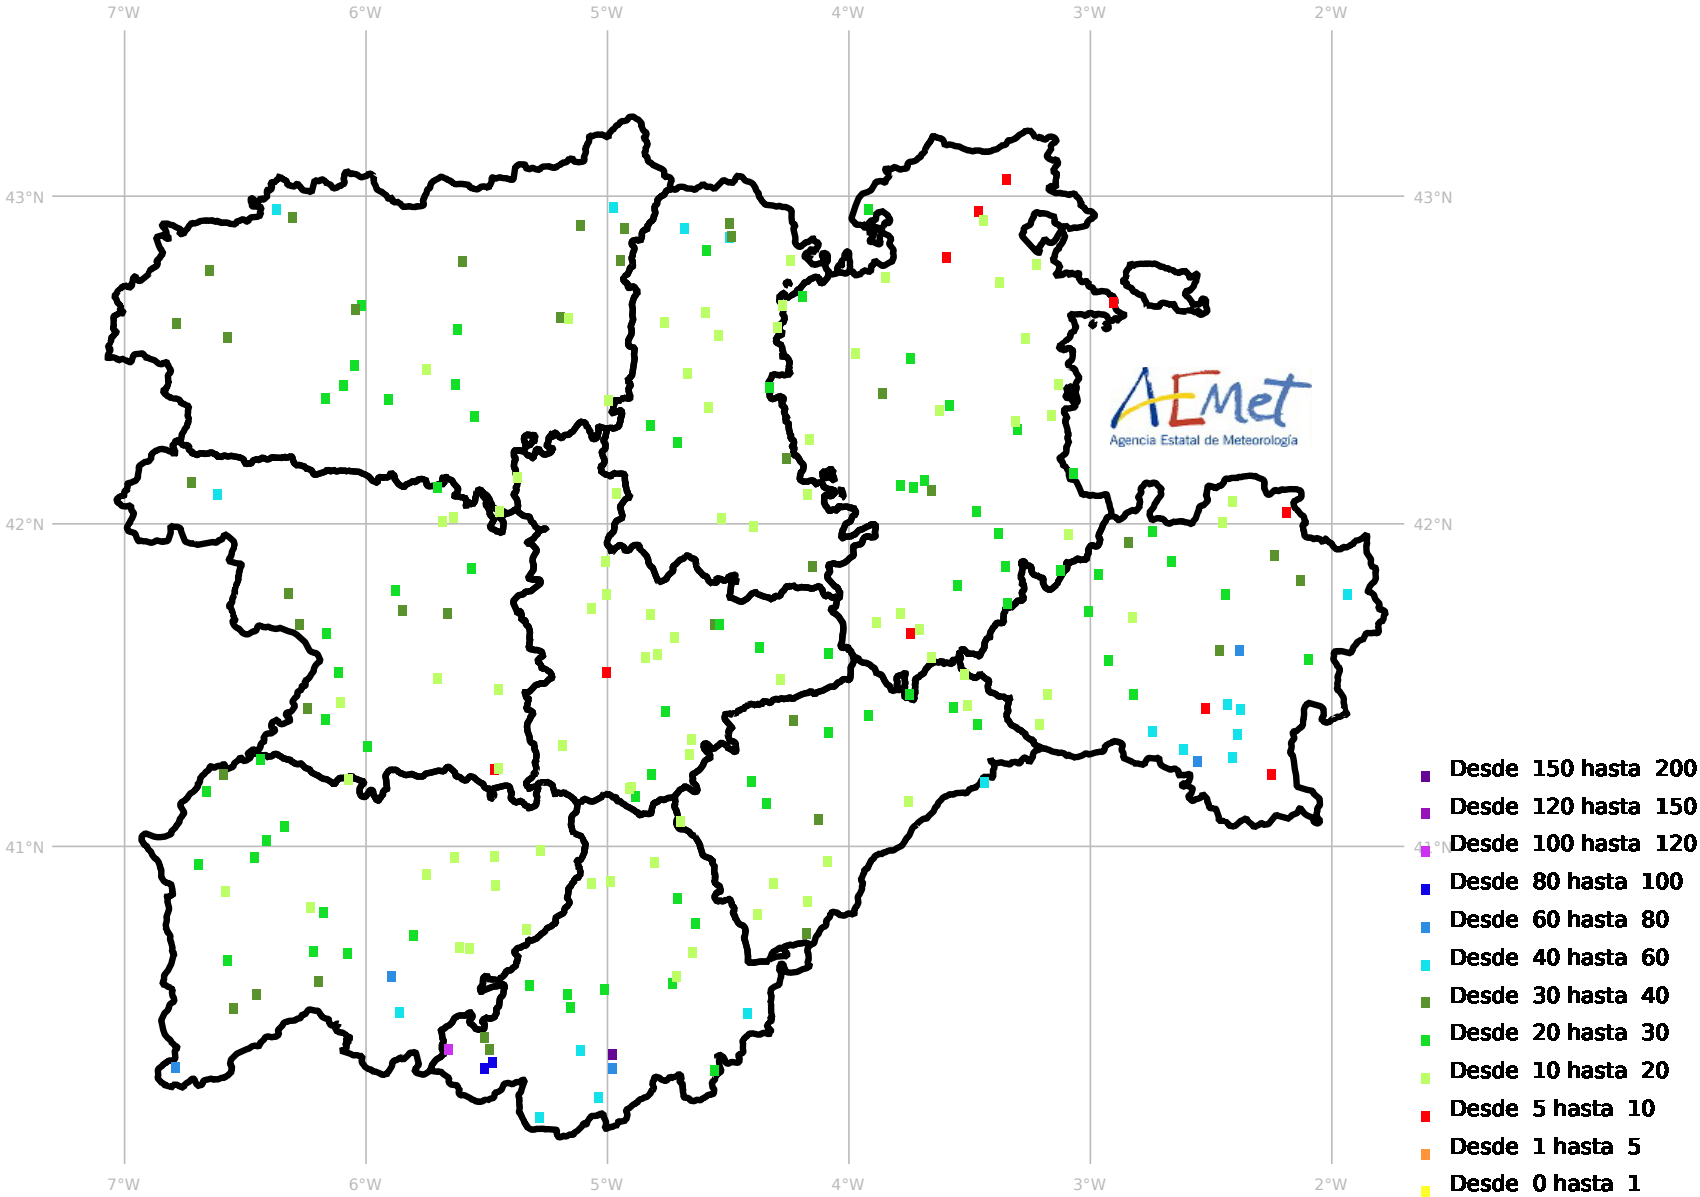 7°W 6°W 5°W 4°W 3°W 2°W
43°N 43°N
AEMet
Agencia Estatal de Meteorología
42°N 42°N
Desde 150 hasta 200
Desde 120 hasta 150
41°N 41°N
Desde 100 hasta 120
Desde 80 hasta 100
Desde 60 hasta 80
Desde 40 hasta 60
Desde 30 hasta 40
Desde 20 hasta 30
Desde 10 hasta 20
Desde 5 hasta 10
Desde 1 hasta 5
Desde 0 hasta 1
7°W 6°W 5°W 4°W 3°W 2°W